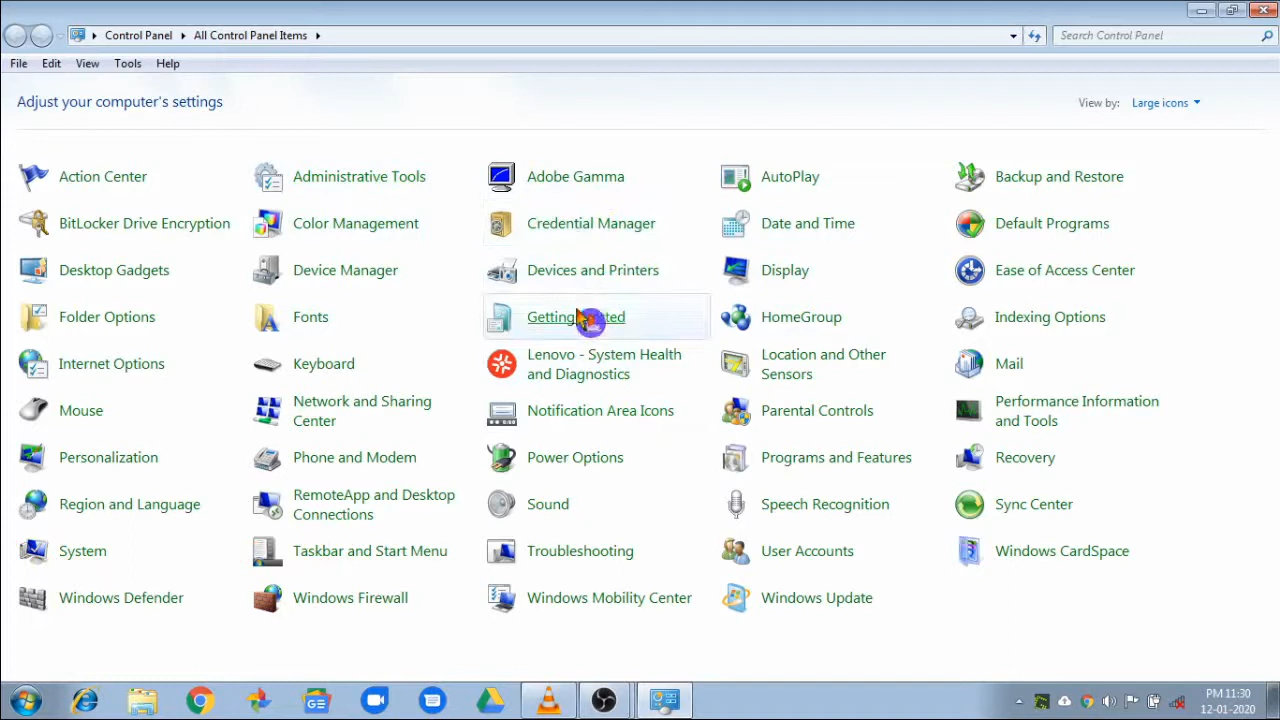 Control Panel All Control Panel Items Search Control Panel
File Edit View Tools Help
Adjust your computer's settings View by: Large icons
Action Center Administrative Tools Adobe Gamma AutoPlay Backup and Restore
BitLocker Drive Encryption Color Management Credential Manager Date and Time Default Programs
Desktop Gadgets Device Manager Devices and Printers Display Ease of Access Center
Folder Options Fonts Getting HomeGroup Indexing Options
Internet Options Keyboard Lenovo - System Health
and Diagnostics Location and Other
Sensors Mail
Mouse Network and Sharing
Center Notification Area Icons Parental Controls Performance Information
and Tools
Personalization Phone and Modem Power Options Programs and Features Recovery
Region and Language RemoteApp and Desktop
Connections Sound Speech Recognition Sync Center
System Taskbar and Start Menu Troubleshooting User Accounts Windows CardSpace
Windows Defender Windows Firewall Windows Mobility Center Windows Update
PM 11:30
12-01-2020